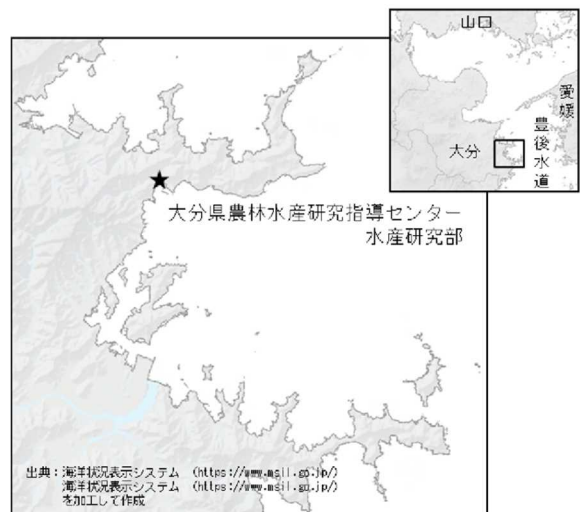 山口
愛媛
豊後水道
大分
大分県農林水産研究指導センター
水産研究部
出典:海洋状況表示システム (https://www.msil.go.jp/)
海洋状況表示システム (https://www.msil.go.jp/)
を加工して作成